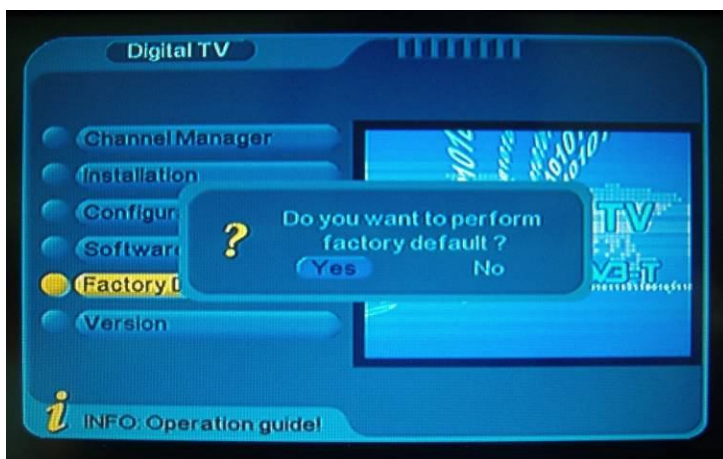 Digital TV
Channel Manager
Installation
Configur
Software
Factory D
Version
?
Do you want to perform
factory default ?
Yes No
TV
i INFO: Operation guide!